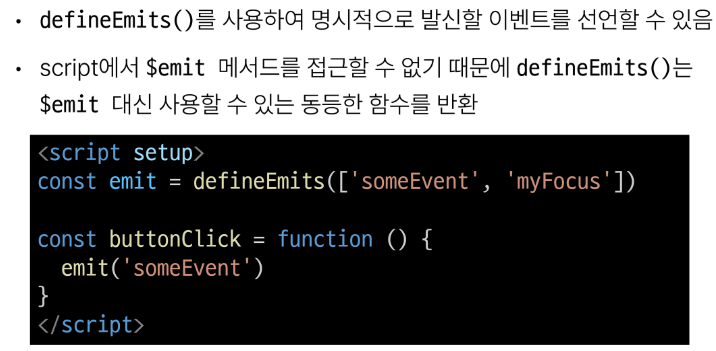 • defineEmits()를 사용하여 명시적으로 발신할 이벤트를 선언할 수 있음
• script에서 $emit 메서드를 접근할 수 없기 때문에 defineEmits()는
$emit 대신 사용할 수 있는 동등한 함수를 반환
<script setup>
const emit = defineEmits(['someEvent', 'myFocus'])

const buttonClick = function () {
  emit('someEvent')
}
</script>